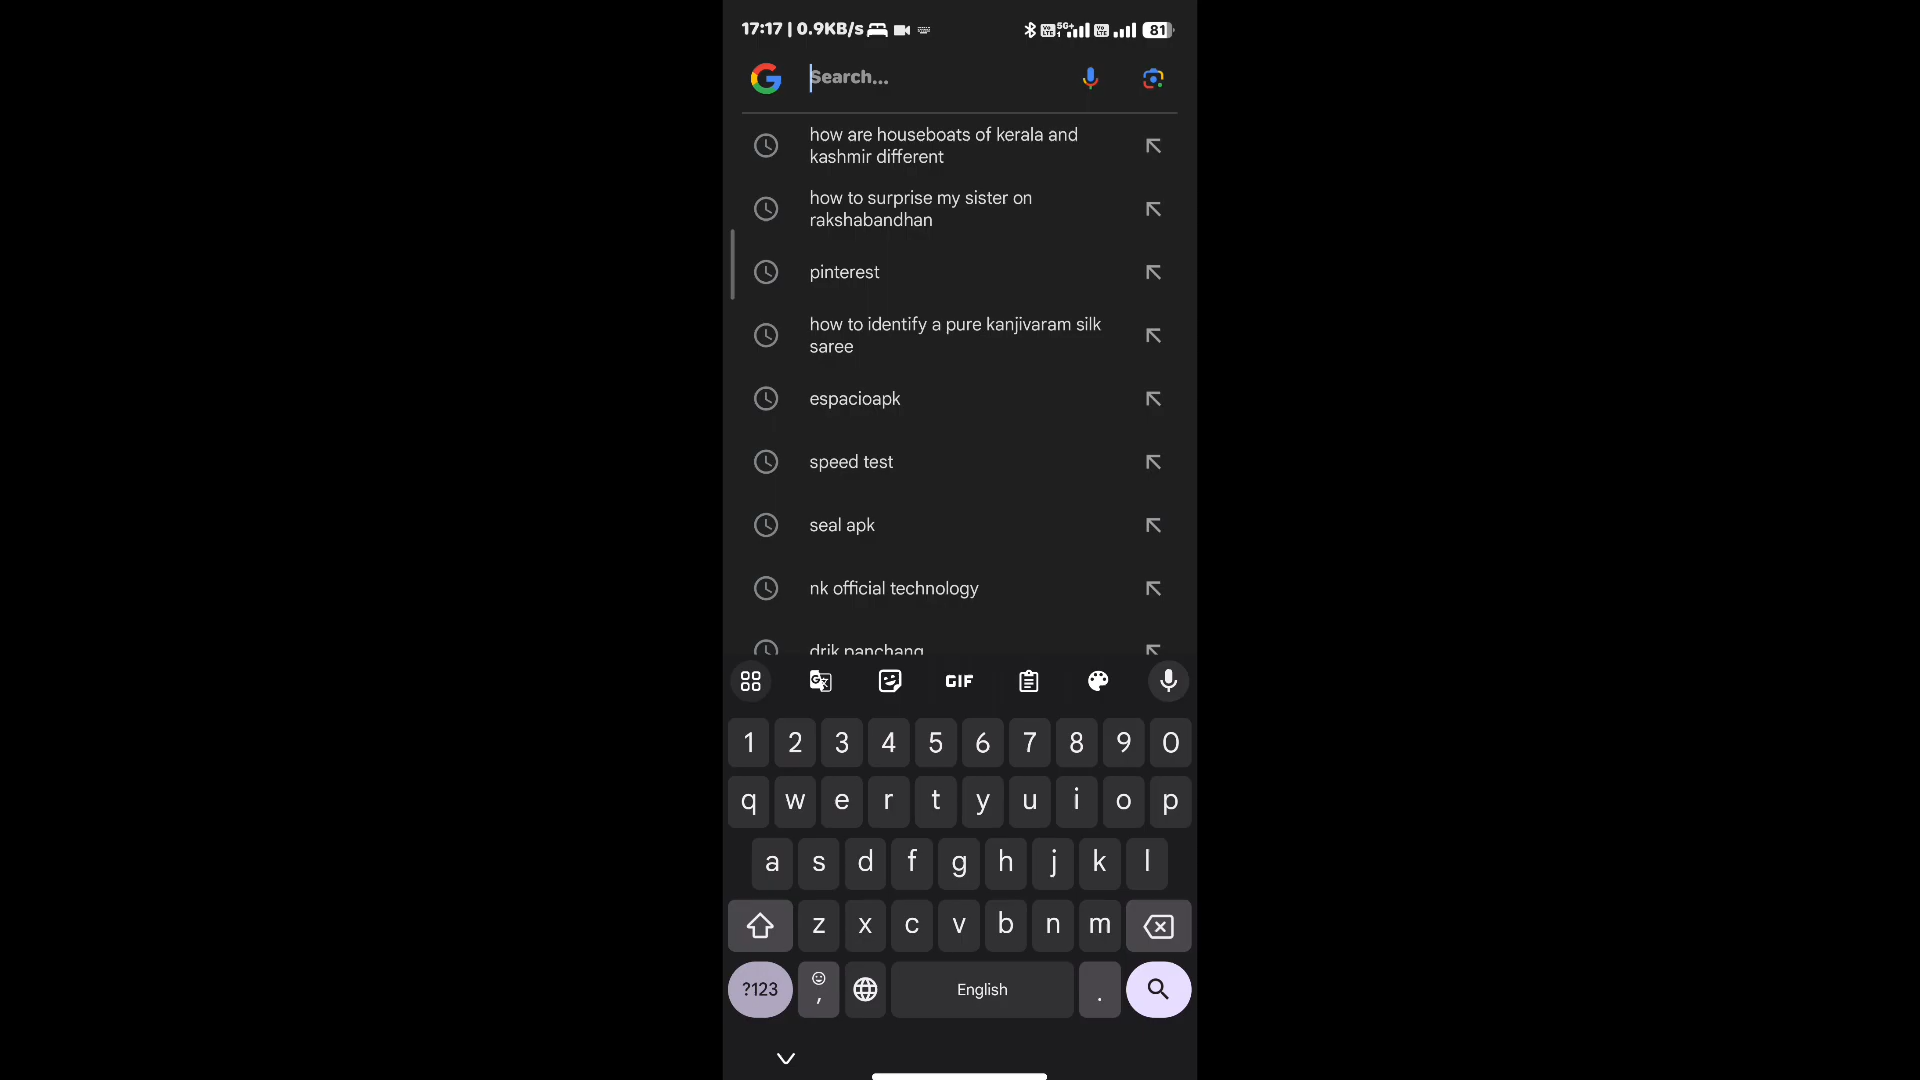 17:17 | 0.9KB/s 81
Search...
how are houseboats of kerala and
kashmir different
how to surprise my sister on
rakshabandhan
pinterest
how to identify a pure kanjivaram silk
saree
espacioapk
speed test
seal apk
nk official technology
drik panchang
GIF
1 2 3 4 5 6 7 8 9 0
q w e r t y u i o p
a s d f g h j k l
z x c v b n m
?123 , English .